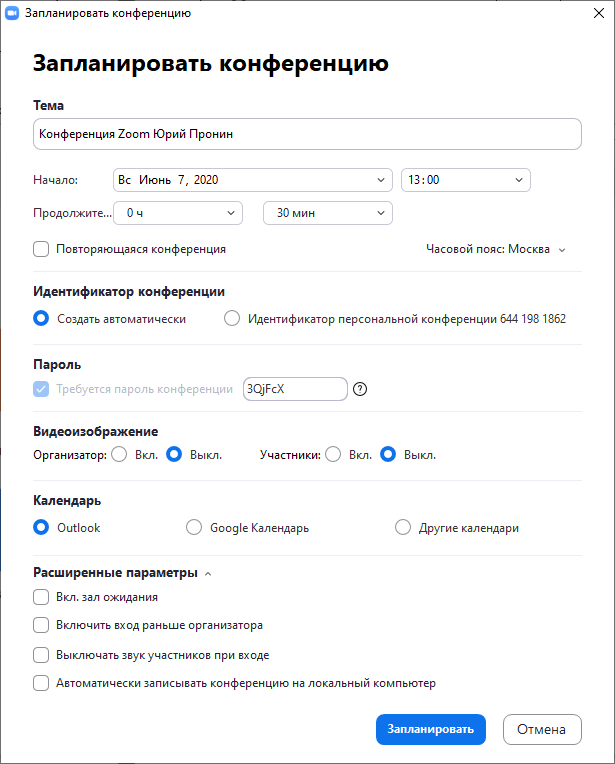 Запланировать конференцию
Запланировать конференцию
Тема
Конференция Zoom Юрий Пронин
Начало: Вс Июнь 7, 2020 13:00
Продолжите... 0 ч 30 мин
Повторяющаяся конференция Часовой пояс: Москва
Идентификатор конференции
Создать автоматически Идентификатор персональной конференции 644 198 1862
Пароль
Требуется пароль конференции 3QjFcX ?
Видеоизображение
Организатор: Вкл. Выкл. Участники: Вкл. Выкл.
Календарь
Outlook Google Календарь Другие календари
Расширенные параметры
Вкл. зал ожидания
Включить вход раньше организатора
Выключать звук участников при входе
Автоматически записывать конференцию на локальный компьютер
Запланировать Отмена